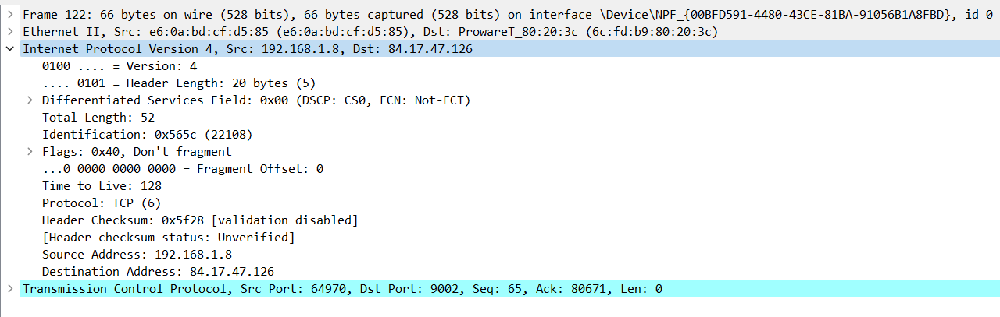 Frame 122: 66 bytes on wire (528 bits), 66 bytes captured (528 bits) on interface \Device\NPF_{00BFD591-4480-43CE-81BA-91056B1A8FBD}, id 0
Ethernet II, Src: e6:0a:bd:cf:d5:85 (e6:0a:bd:cf:d5:85), Dst: ProwareT_80:20:3c (6c:fd:b9:80:20:3c)
Internet Protocol Version 4, Src: 192.168.1.8, Dst: 84.17.47.126
0100 .... = Version: 4
.... 0101 = Header Length: 20 bytes (5)
Differentiated Services Field: 0x00 (DSCP: CS0, ECN: Not-ECT)
Total Length: 52
Identification: 0x565c (22108)
Flags: 0x40, Don't fragment
...0 0000 0000 0000 = Fragment Offset: 0
Time to Live: 128
Protocol: TCP (6)
Header Checksum: 0x5f28 [validation disabled]
[Header checksum status: Unverified]
Source Address: 192.168.1.8
Destination Address: 84.17.47.126
Transmission Control Protocol, Src Port: 64970, Dst Port: 9002, Seq: 65, Ack: 80671, Len: 0